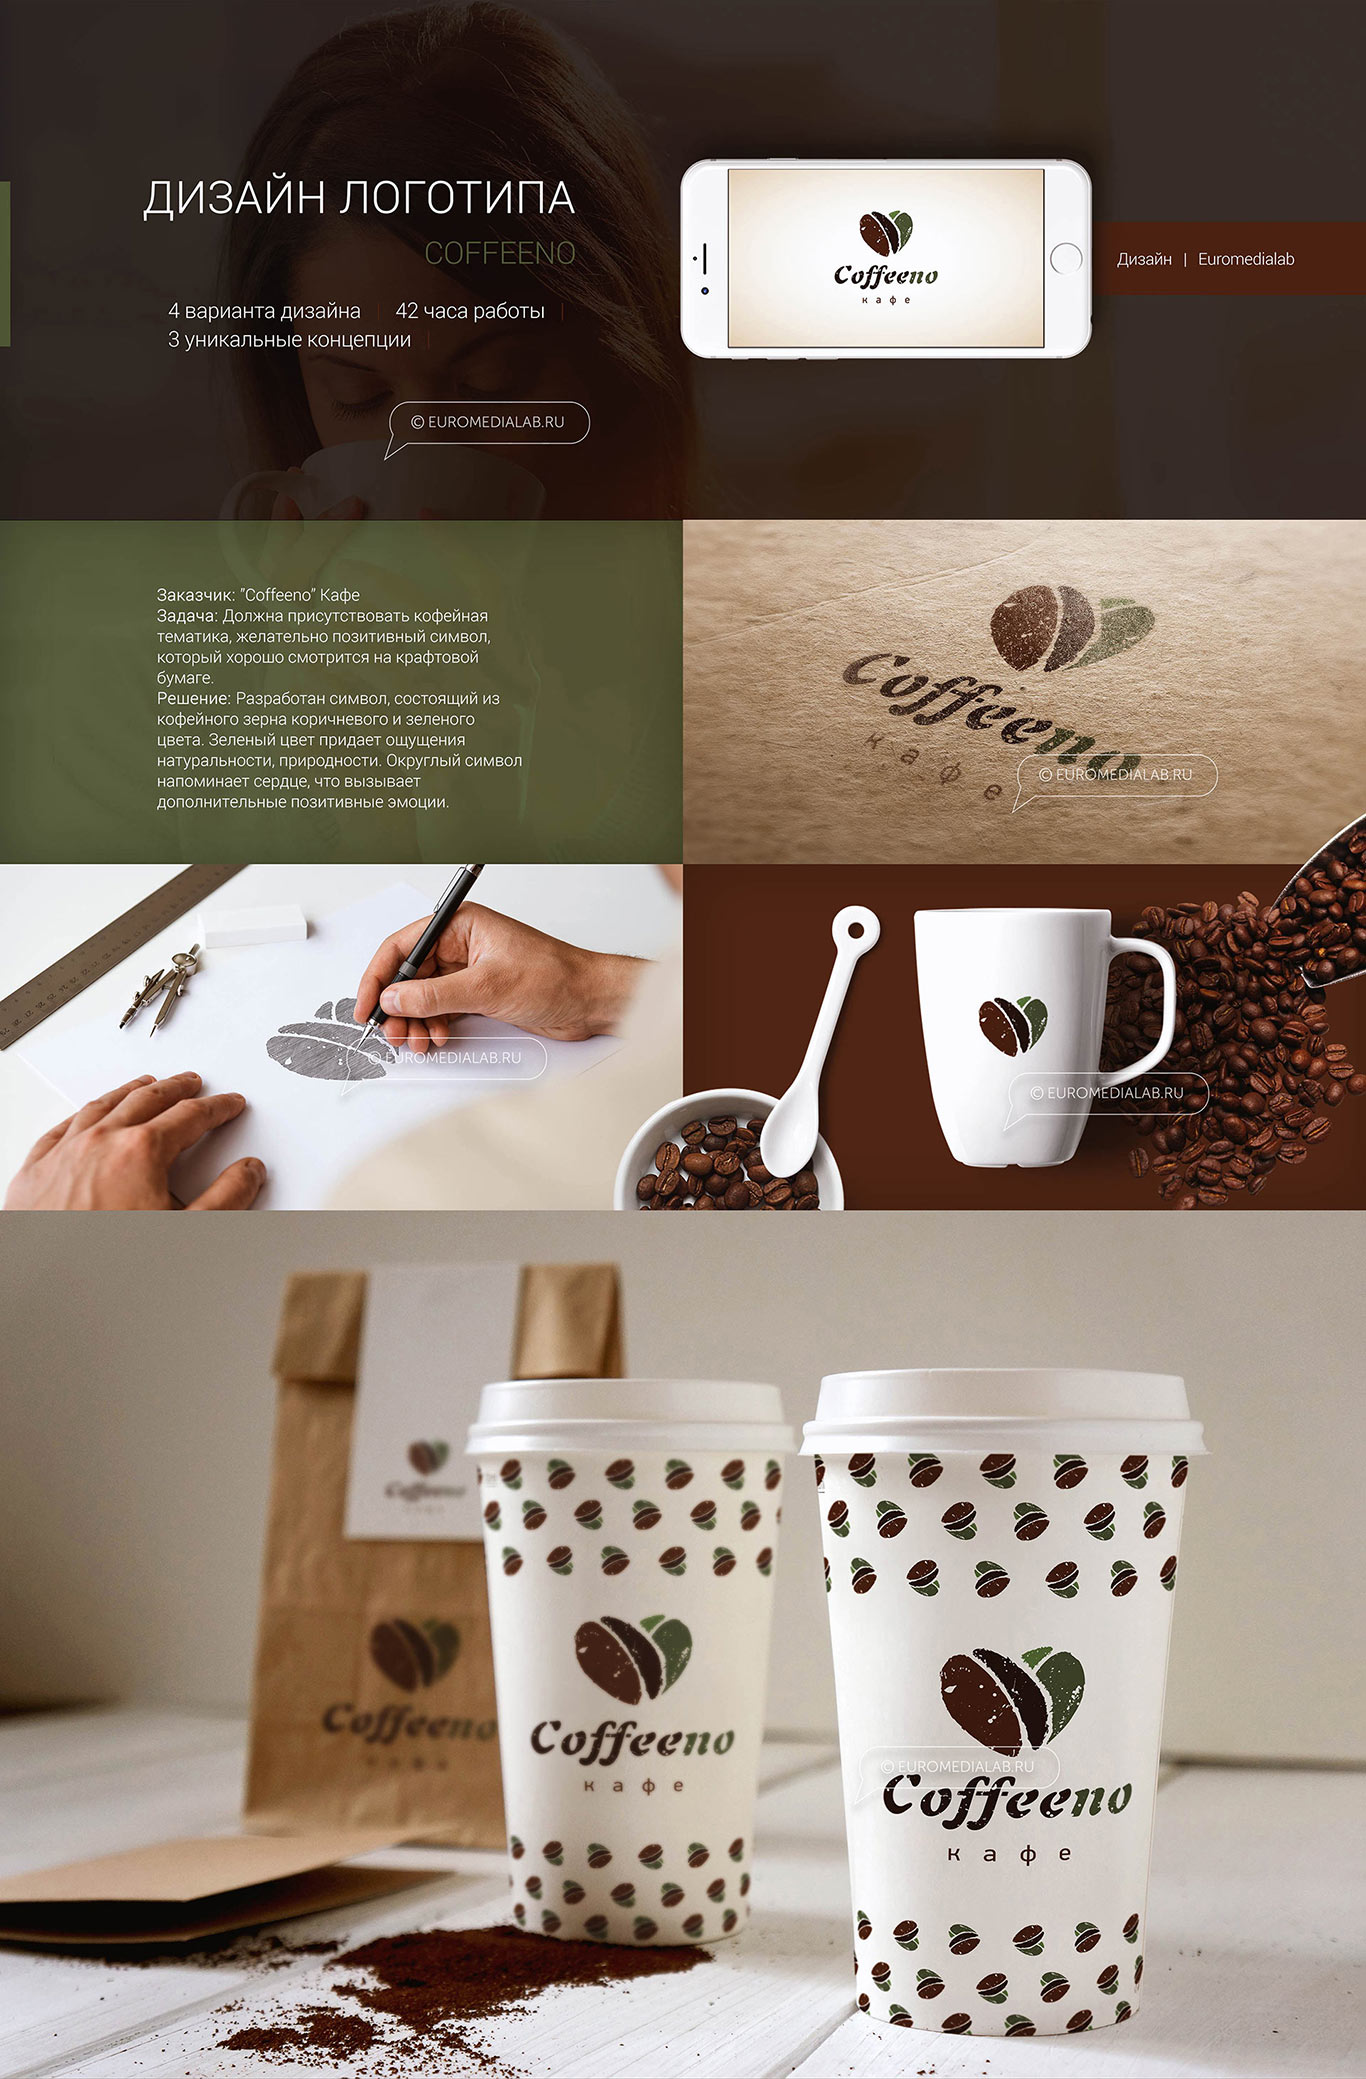 ДИЗАЙН ЛОГОТИПА
COFFEENO
4 варианта дизайна | 42 часа работы |
3 уникальные концепции |
© EUROMEDIALAB.RU
Coffeeno
кафе
Дизайн | Euromedialab
Заказчик: "Coffeeno" Кафе
Задача: Должна присутствовать кофейная
тематика, желательно позитивный символ,
который хорошо смотрится на крафтовой
бумаге.
Решение: Разработан символ, состоящий из
кофейного зерна коричневого и зеленого
цвета. Зеленый цвет придает ощущения
натуральности, природности. Округлый символ
напоминает сердце, что вызывает
дополнительные позитивные эмоции.
Coffeeno
кафе
© EUROMEDIALAB.RU
© EUROMEDIALAB.RU
© EUROMEDIALAB.RU
Coffeeno
Coffeeno
кафе
Coffeeno
кафе
© EUROMEDIALAB.RU
Coffeeno
кафе